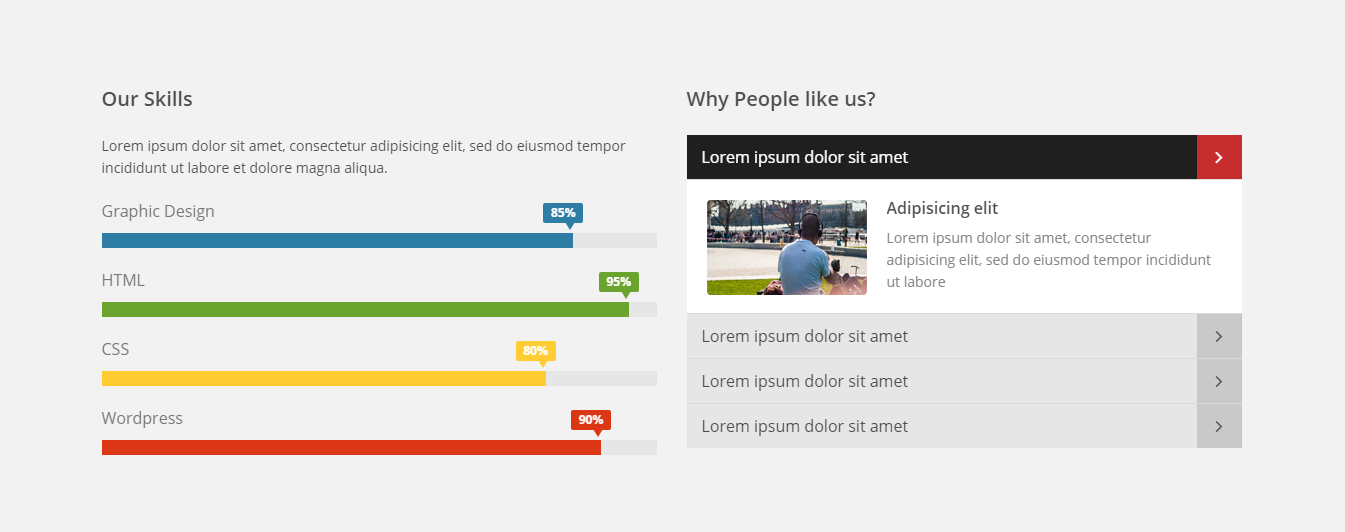 Our Skills
Lorem ipsum dolor sit amet, consectetur adipisicing elit, sed do eiusmod tempor
incididunt ut labore et dolore magna aliqua.
Graphic Design
85%
HTML
95%
CSS
80%
Wordpress
90%
Why People like us?
Lorem ipsum dolor sit amet
Adipisicing elit
Lorem ipsum dolor sit amet, consectetur
adipisicing elit, sed do eiusmod tempor incididunt
ut labore
Lorem ipsum dolor sit amet
Lorem ipsum dolor sit amet
Lorem ipsum dolor sit amet